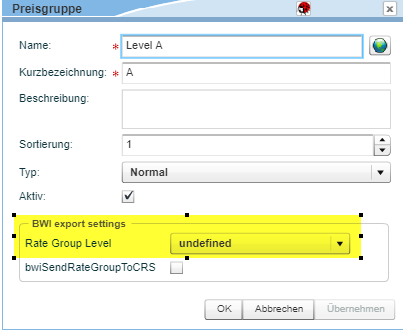 Preisgruppe
Name: * Level A
Kurzbezeichnung: * A
Beschreibung:
Sortierung: 1
Typ: Normal
Aktiv:
BWI export settings
Rate Group Level undefined
bwiSendRateGroupToCRS
OK Abbrechen Übernehmen